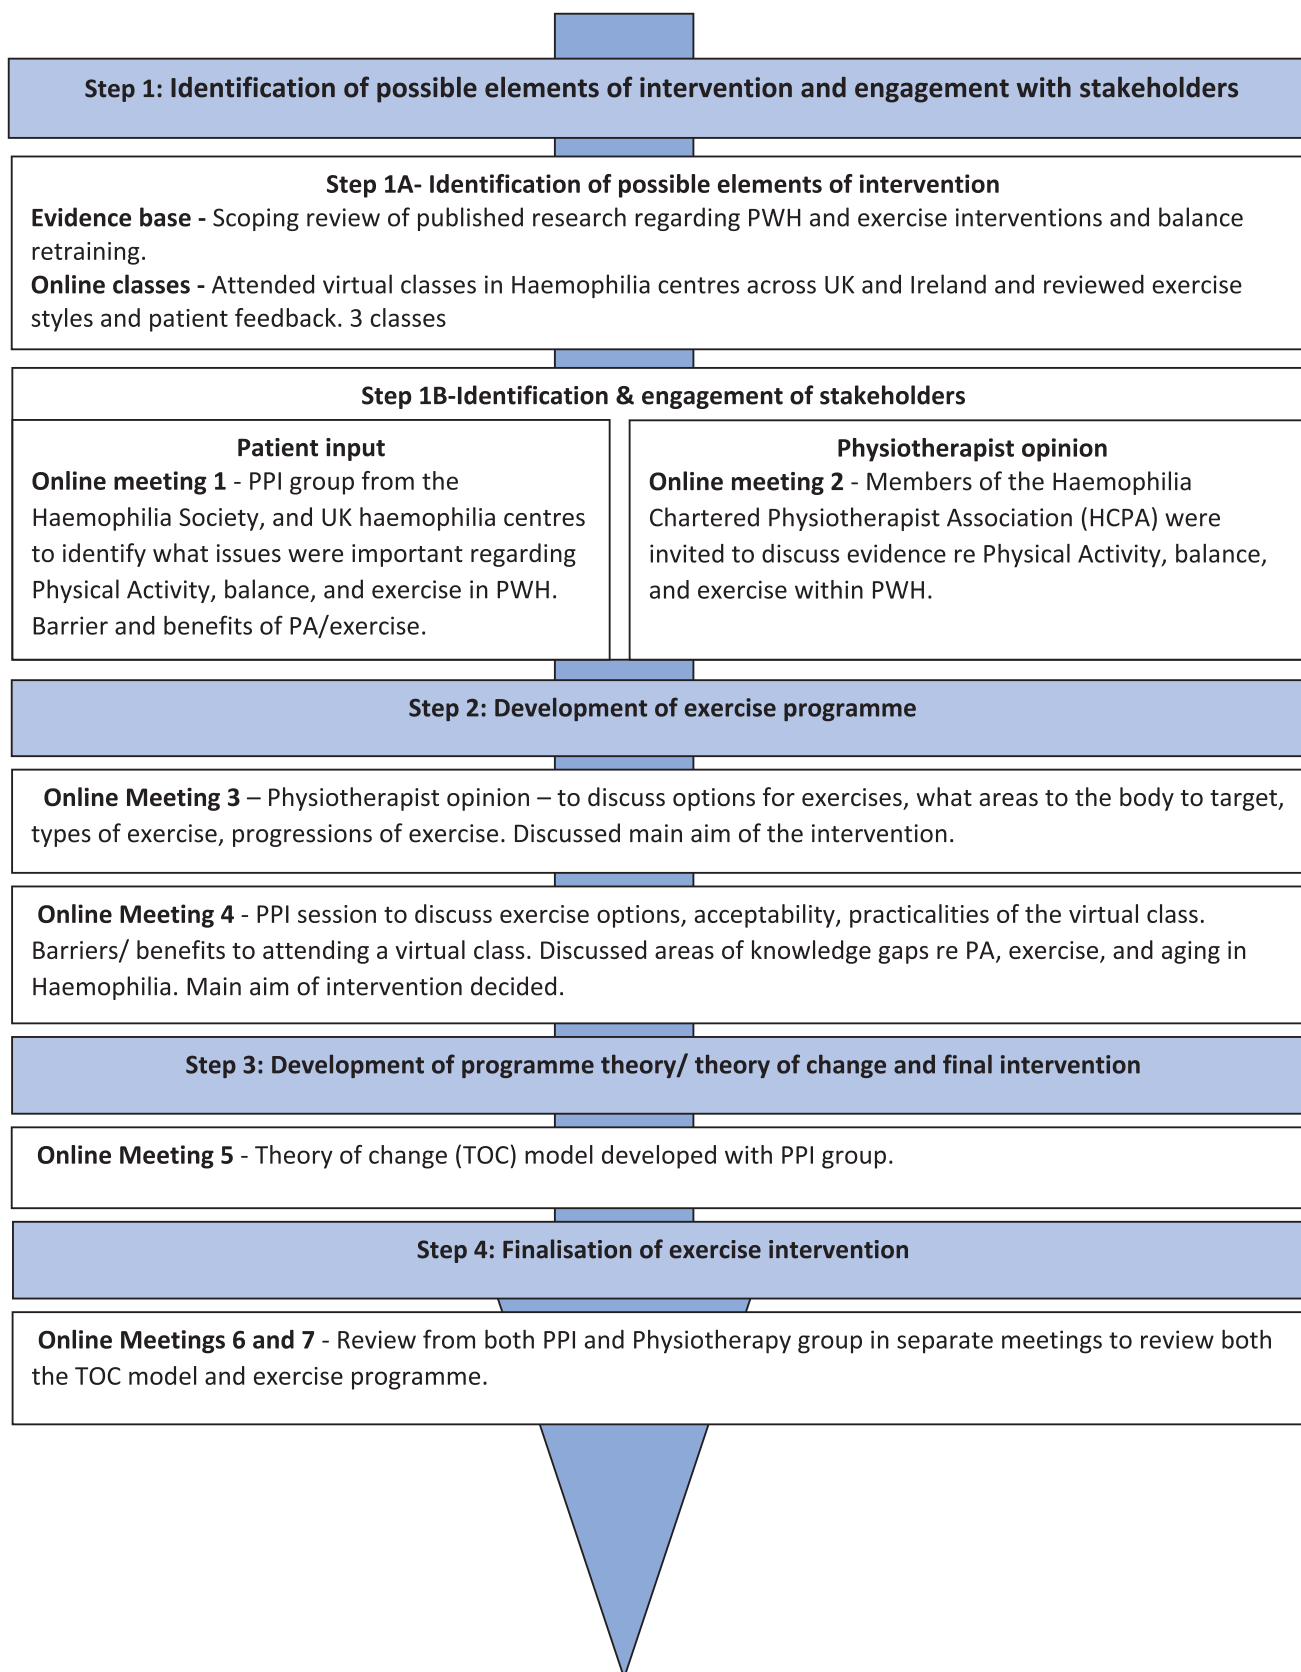 Step 1: Identification of possible elements of intervention and engagement with stakeholders
Step 1A- Identification of possible elements of intervention
Evidence base - Scoping review of published research regarding PWH and exercise interventions and balance
retraining.
Online classes - Attended virtual classes in Haemophilia centres across UK and Ireland and reviewed exercise
styles and patient feedback. 3 classes
Step 1B-Identification & engagement of stakeholders
Patient input
Online meeting 1 - PPI group from the
Haemophilia Society, and UK haemophilia centres
to identify what issues were important regarding
Physical Activity, balance, and exercise in PWH.
Barrier and benefits of PA/exercise.
Physiotherapist opinion
Online meeting 2 - Members of the Haemophilia
Chartered Physiotherapist Association (HCPA) were
invited to discuss evidence re Physical Activity, balance,
and exercise within PWH.
Step 2: Development of exercise programme
Online Meeting 3 – Physiotherapist opinion – to discuss options for exercises, what areas to the body to target,
types of exercise, progressions of exercise. Discussed main aim of the intervention.
Online Meeting 4 - PPI session to discuss exercise options, acceptability, practicalities of the virtual class.
Barriers/ benefits to attending a virtual class. Discussed areas of knowledge gaps re PA, exercise, and aging in
Haemophilia. Main aim of intervention decided.
Step 3: Development of programme theory/ theory of change and final intervention
Online Meeting 5 - Theory of change (TOC) model developed with PPI group.
Step 4: Finalisation of exercise intervention
Online Meetings 6 and 7 - Review from both PPI and Physiotherapy group in separate meetings to review both
the TOC model and exercise programme.